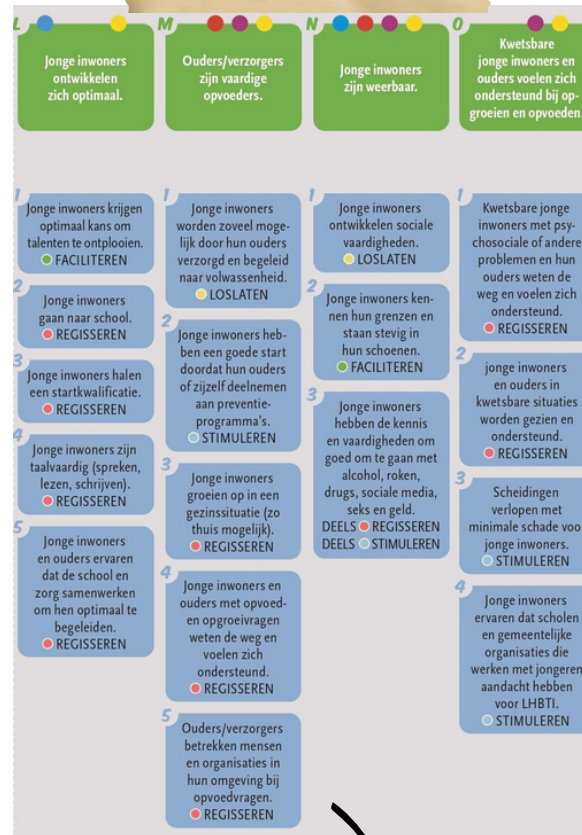 L
Jonge inwoners
ontwikkelen
zich optimaal.
1
Jonge inwoners krijgen
optimaal kans om
talenten te ontplooien.
FACILITEREN
2
Jonge inwoners
gaan naar school.
REGISSEREN
3
Jonge inwoners halen
een startkwalificatie.
REGISSEREN
4
Jonge inwoners zijn
taalvaardig (spreken,
lezen, schrijven).
REGISSEREN
5
Jonge inwoners
en ouders ervaren
dat de school en
zorg samenwerken
om hen optimaal te
begeleiden.
REGISSEREN
M
Ouders/verzorgers
zijn vaardige
opvoeders.
1
Jonge inwoners
worden zoveel moge-
lijk door hun ouders
verzorgd en begeleid
naar volwassenheid.
LOSLATEN
2
Jonge inwoners heb-
ben een goede start
doordat hun ouders
of zijzelf deelnemen
aan preventie-
programma's.
STIMULEREN
3
Jonge inwoners
groeien op in een
gezinssituatie (zo
thuis mogelijk).
REGISSEREN
4
Jonge inwoners en
ouders met opvoed-
en opgroeivragen
weten de weg en
voelen zich
ondersteund.
REGISSEREN
5
Ouders/verzorgers
betrekken mensen
en organisaties in
hun omgeving bij
opvoedvragen.
REGISSEREN
N
Jonge inwoners
zijn weerbaar.
1
Jonge inwoners
ontwikkelen sociale
vaardigheden.
LOSLATEN
2
Jonge inwoners ken-
nen hun grenzen en
staan stevig in
hun schoenen.
FACILITEREN
3
Jonge inwoners
hebben de kennis
en vaardigheden om
goed om te gaan met
alcohol, roken,
drugs, sociale media,
seks en geld.
DEELS REGISSEREN
DEELS STIMULEREN
O
Kwetsbare
jonge inwoners en
ouders voelen zich
ondersteund bij op-
groeien en opvoeden.
1
Kwetsbare jonge
inwoners met psy-
chosociale of andere
problemen en hun
ouders weten de
weg en voelen zich
ondersteund.
REGISSEREN
2
jonge inwoners
en ouders in
kwetsbare situaties
worden gezien en
ondersteund.
REGISSEREN
3
Scheidingen
verlopen met
minimale schade voor
jonge inwoners.
STIMULEREN
4
Jonge inwoners
ervaren dat scholen
en gemeentelijke
organisaties die
werken met jongeren
aandacht hebben
voor LHBTI.
STIMULEREN